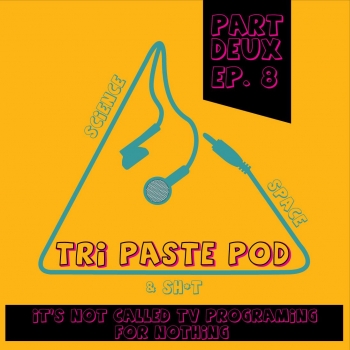 PART
DEUX
EP. 8
SCIENCE
SPACE
TRi PASTE POD
& SH*T
iT'S NOT CALLED TV PROGRAMiNG
FOR NOTHiNG